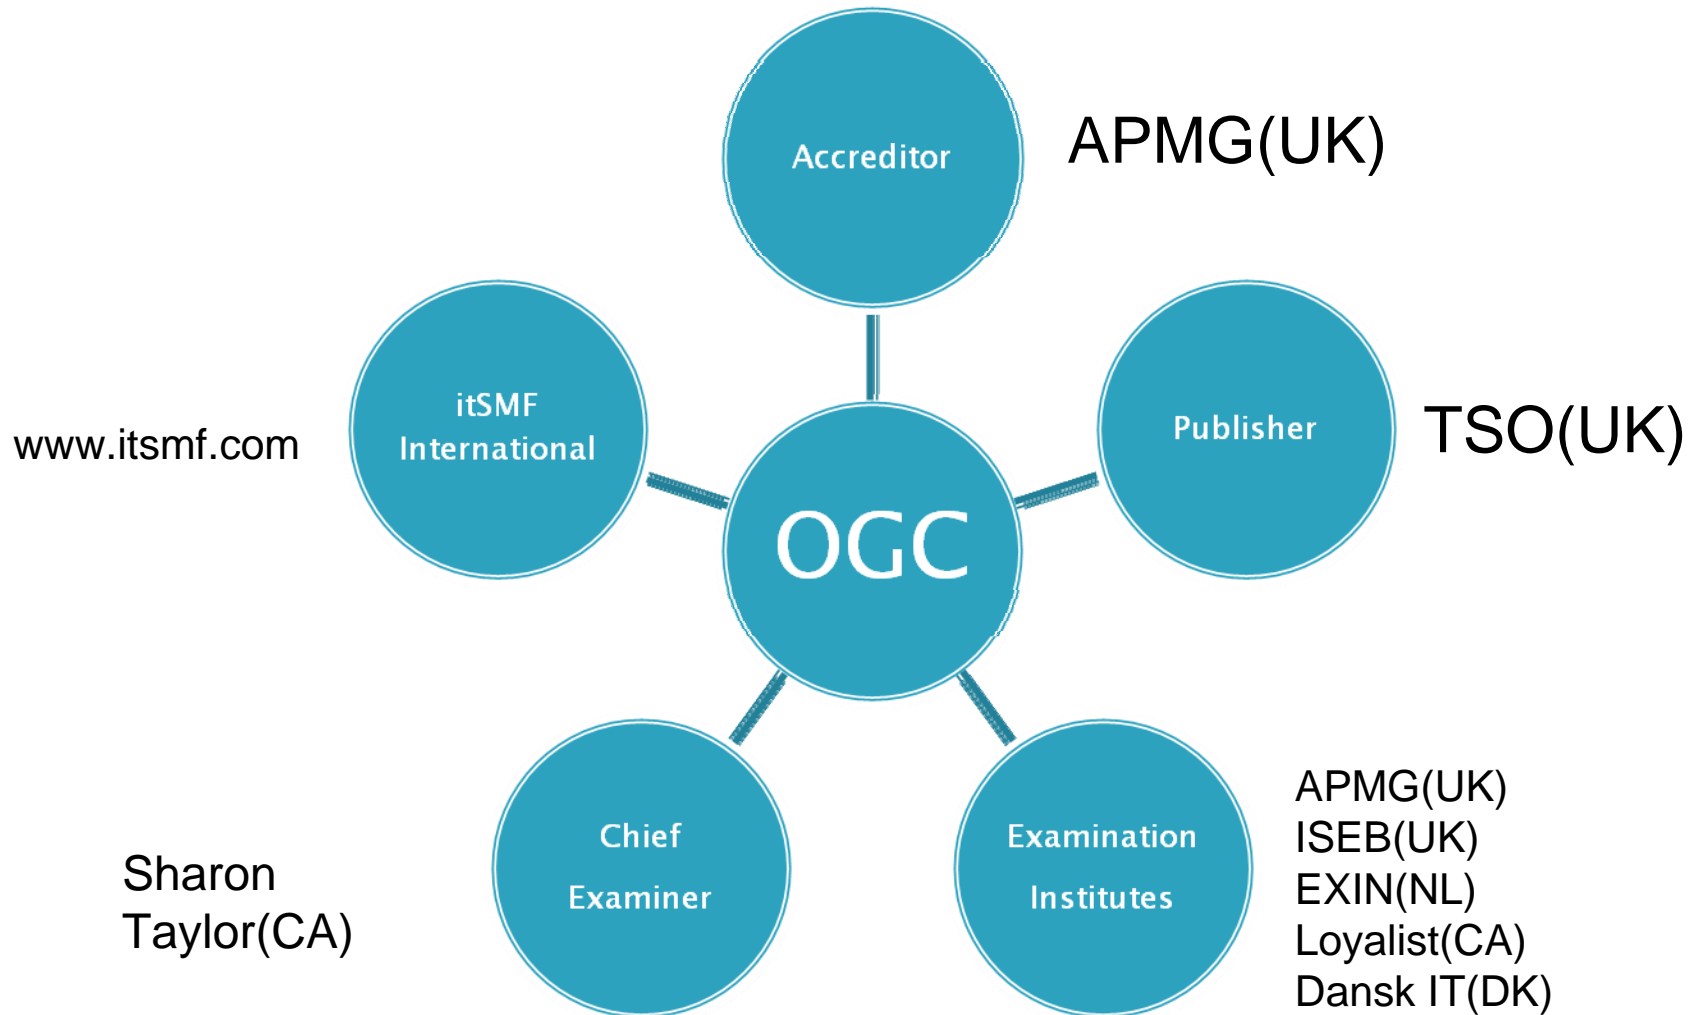 Accreditor
APMG(UK)
itSMF
International
www.itsmf.com
Publisher
TSO(UK)
OGC
Chief
Examiner
Sharon
Taylor(CA)
Examination
Institutes
APMG(UK)
ISEB(UK)
EXIN(NL)
Loyalist(CA)
Dansk IT(DK)